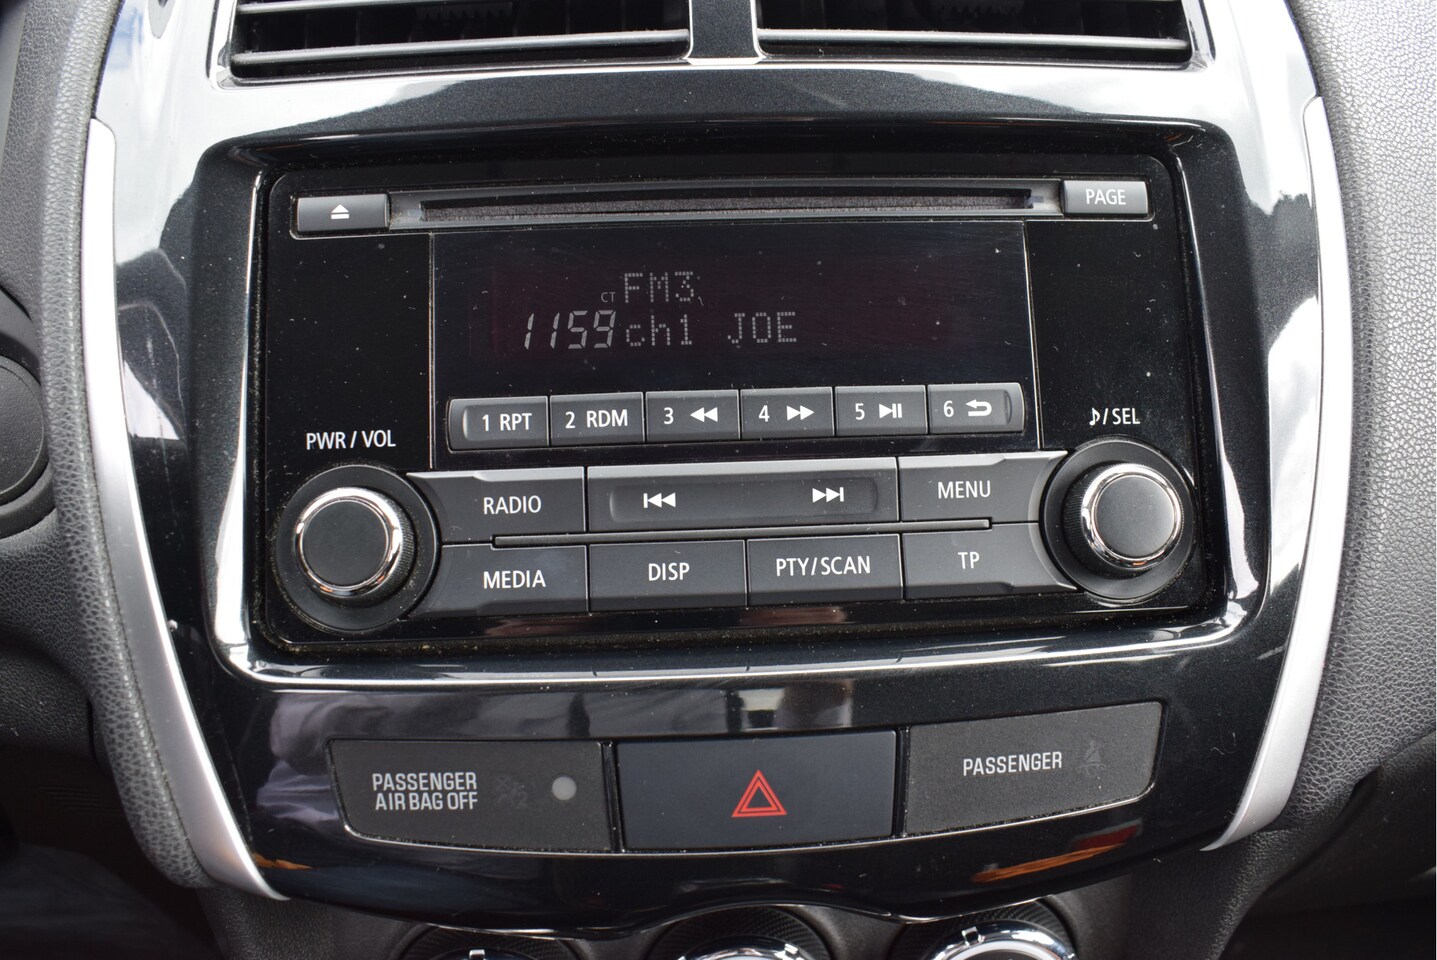 PAGE
FM3
CT
1159 ch1 JOE
1 RPT 2 RDM 3 4 5 6
PWR / VOL
/ SEL
RADIO
MENU
MEDIA DISP PTY/SCAN TP
PASSENGER
AIR BAG OFF
PASSENGER